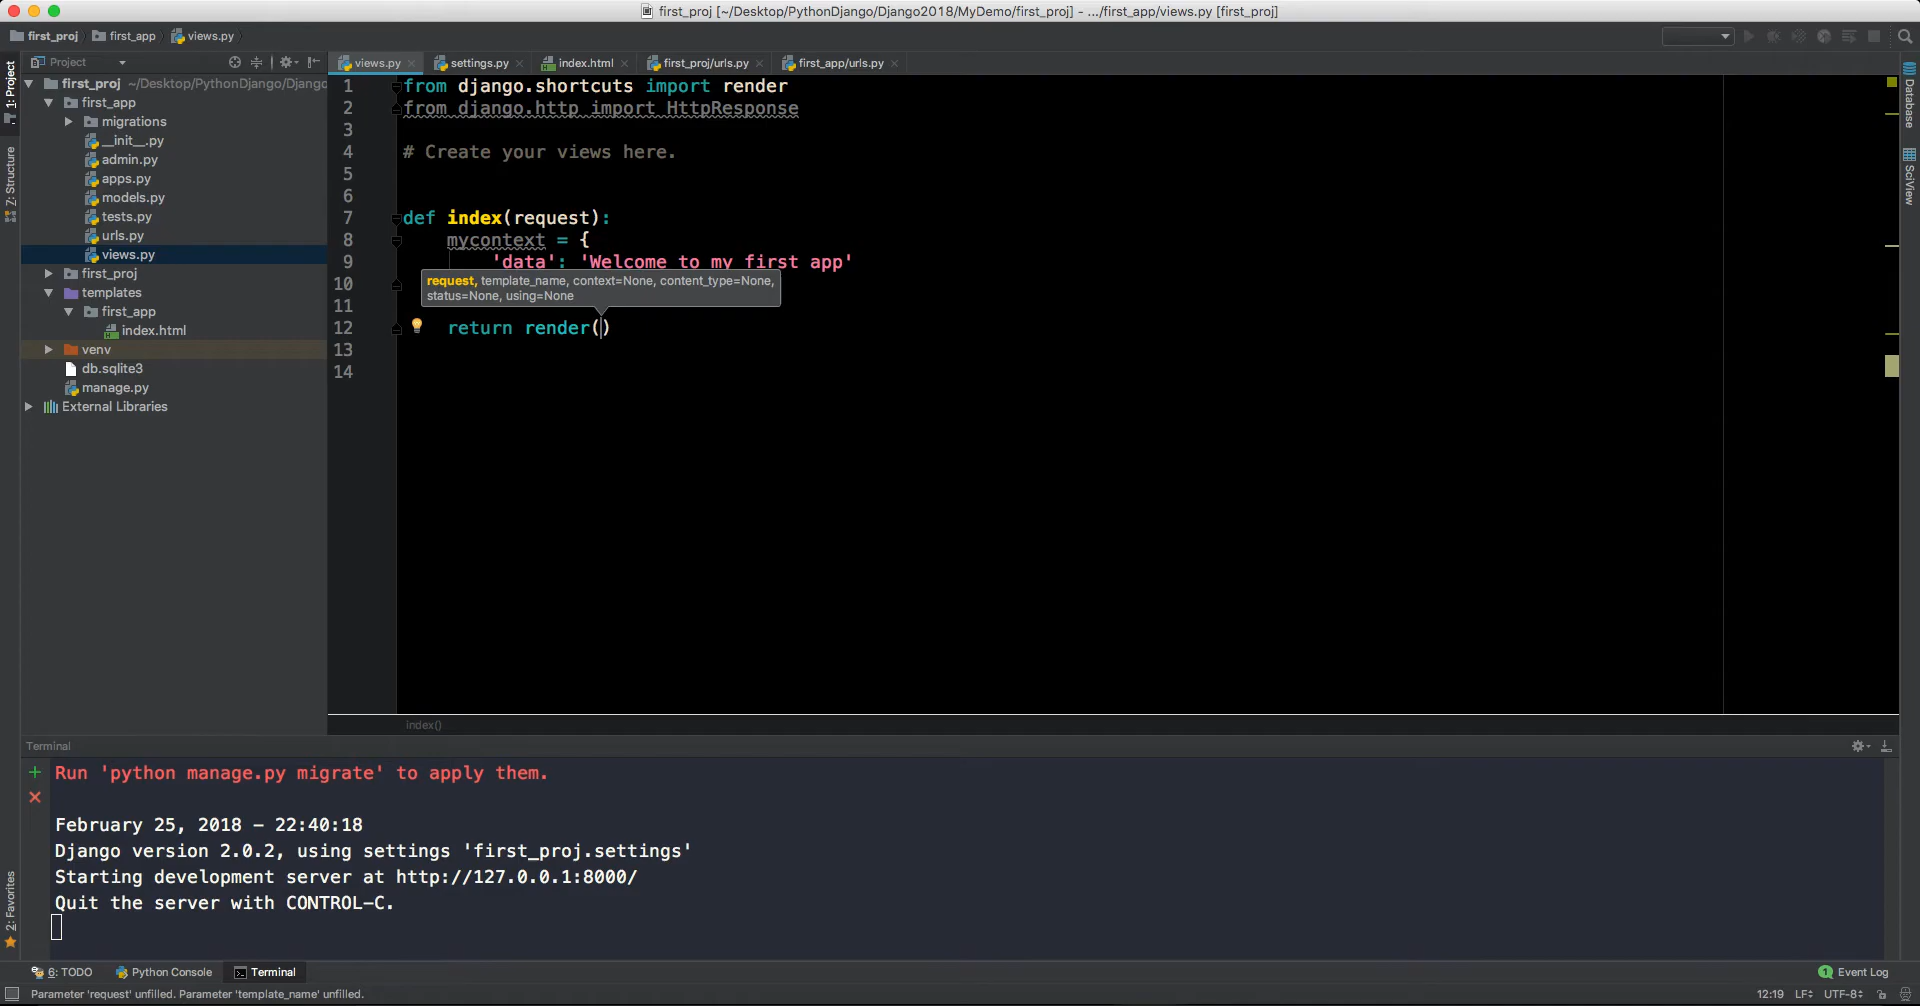 first_proj [~/Desktop/PythonDjango/Django2018/MyDemo/first_proj] - .../first_app/views.py [first_proj]
first_proj first_app views.py
Project
views.py settings.py index.html first_proj/urls.py first_app/urls.py
1: Project
Z: Structure
2: Favorites
Database
SciView
first_proj ~/Desktop/PythonDjango/Django
first_app
migrations
__init__.py
admin.py
apps.py
models.py
tests.py
urls.py
views.py
first_proj
templates
first_app
index.html
venv
db.sqlite3
manage.py
External Libraries
1 from django.shortcuts import render
2 from django.http import HttpResponse
3
4 # Create your views here.
5
6
7 def index(request):
8 mycontext = {
9 'data': 'Welcome to my first app'
10
request, template_name, context=None, content_type=None,
status=None, using=None
11
12 return render()
13
14
index()
Terminal
Run 'python manage.py migrate' to apply them.
February 25, 2018 - 22:40:18
Django version 2.0.2, using settings 'first_proj.settings'
Starting development server at http://127.0.0.1:8000/
Quit the server with CONTROL-C.
6: TODO Python Console Terminal
1 Event Log
Parameter 'request' unfilled. Parameter 'template_name' unfilled.
12:19 LF UTF-8